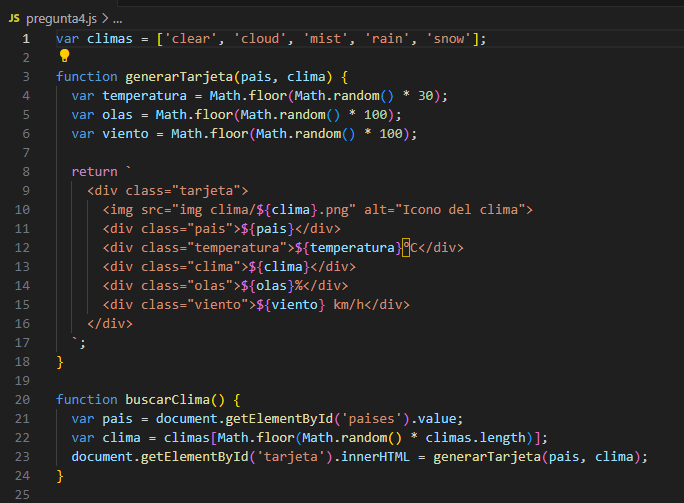 JS pregunta4.js > ...
1 var climas = ['clear', 'cloud', 'mist', 'rain', 'snow'];
2
3 function generarTarjeta(pais, clima) {
4   var temperatura = Math.floor(Math.random() * 30);
5   var olas = Math.floor(Math.random() * 100);
6   var viento = Math.floor(Math.random() * 100);
7
8   return `
9     <div class="tarjeta">
10       <img src="img clima/${clima}.png" alt="Icono del clima">
11       <div class="pais">${pais}</div>
12       <div class="temperatura">${temperatura}°C</div>
13       <div class="clima">${clima}</div>
14       <div class="olas">${olas}%</div>
15       <div class="viento">${viento} km/h</div>
16     </div>
17   `;
18 }
19
20 function buscarClima() {
21   var pais = document.getElementById('paises').value;
22   var clima = climas[Math.floor(Math.random() * climas.length)];
23   document.getElementById('tarjeta').innerHTML = generarTarjeta(pais, clima);
24 }
25